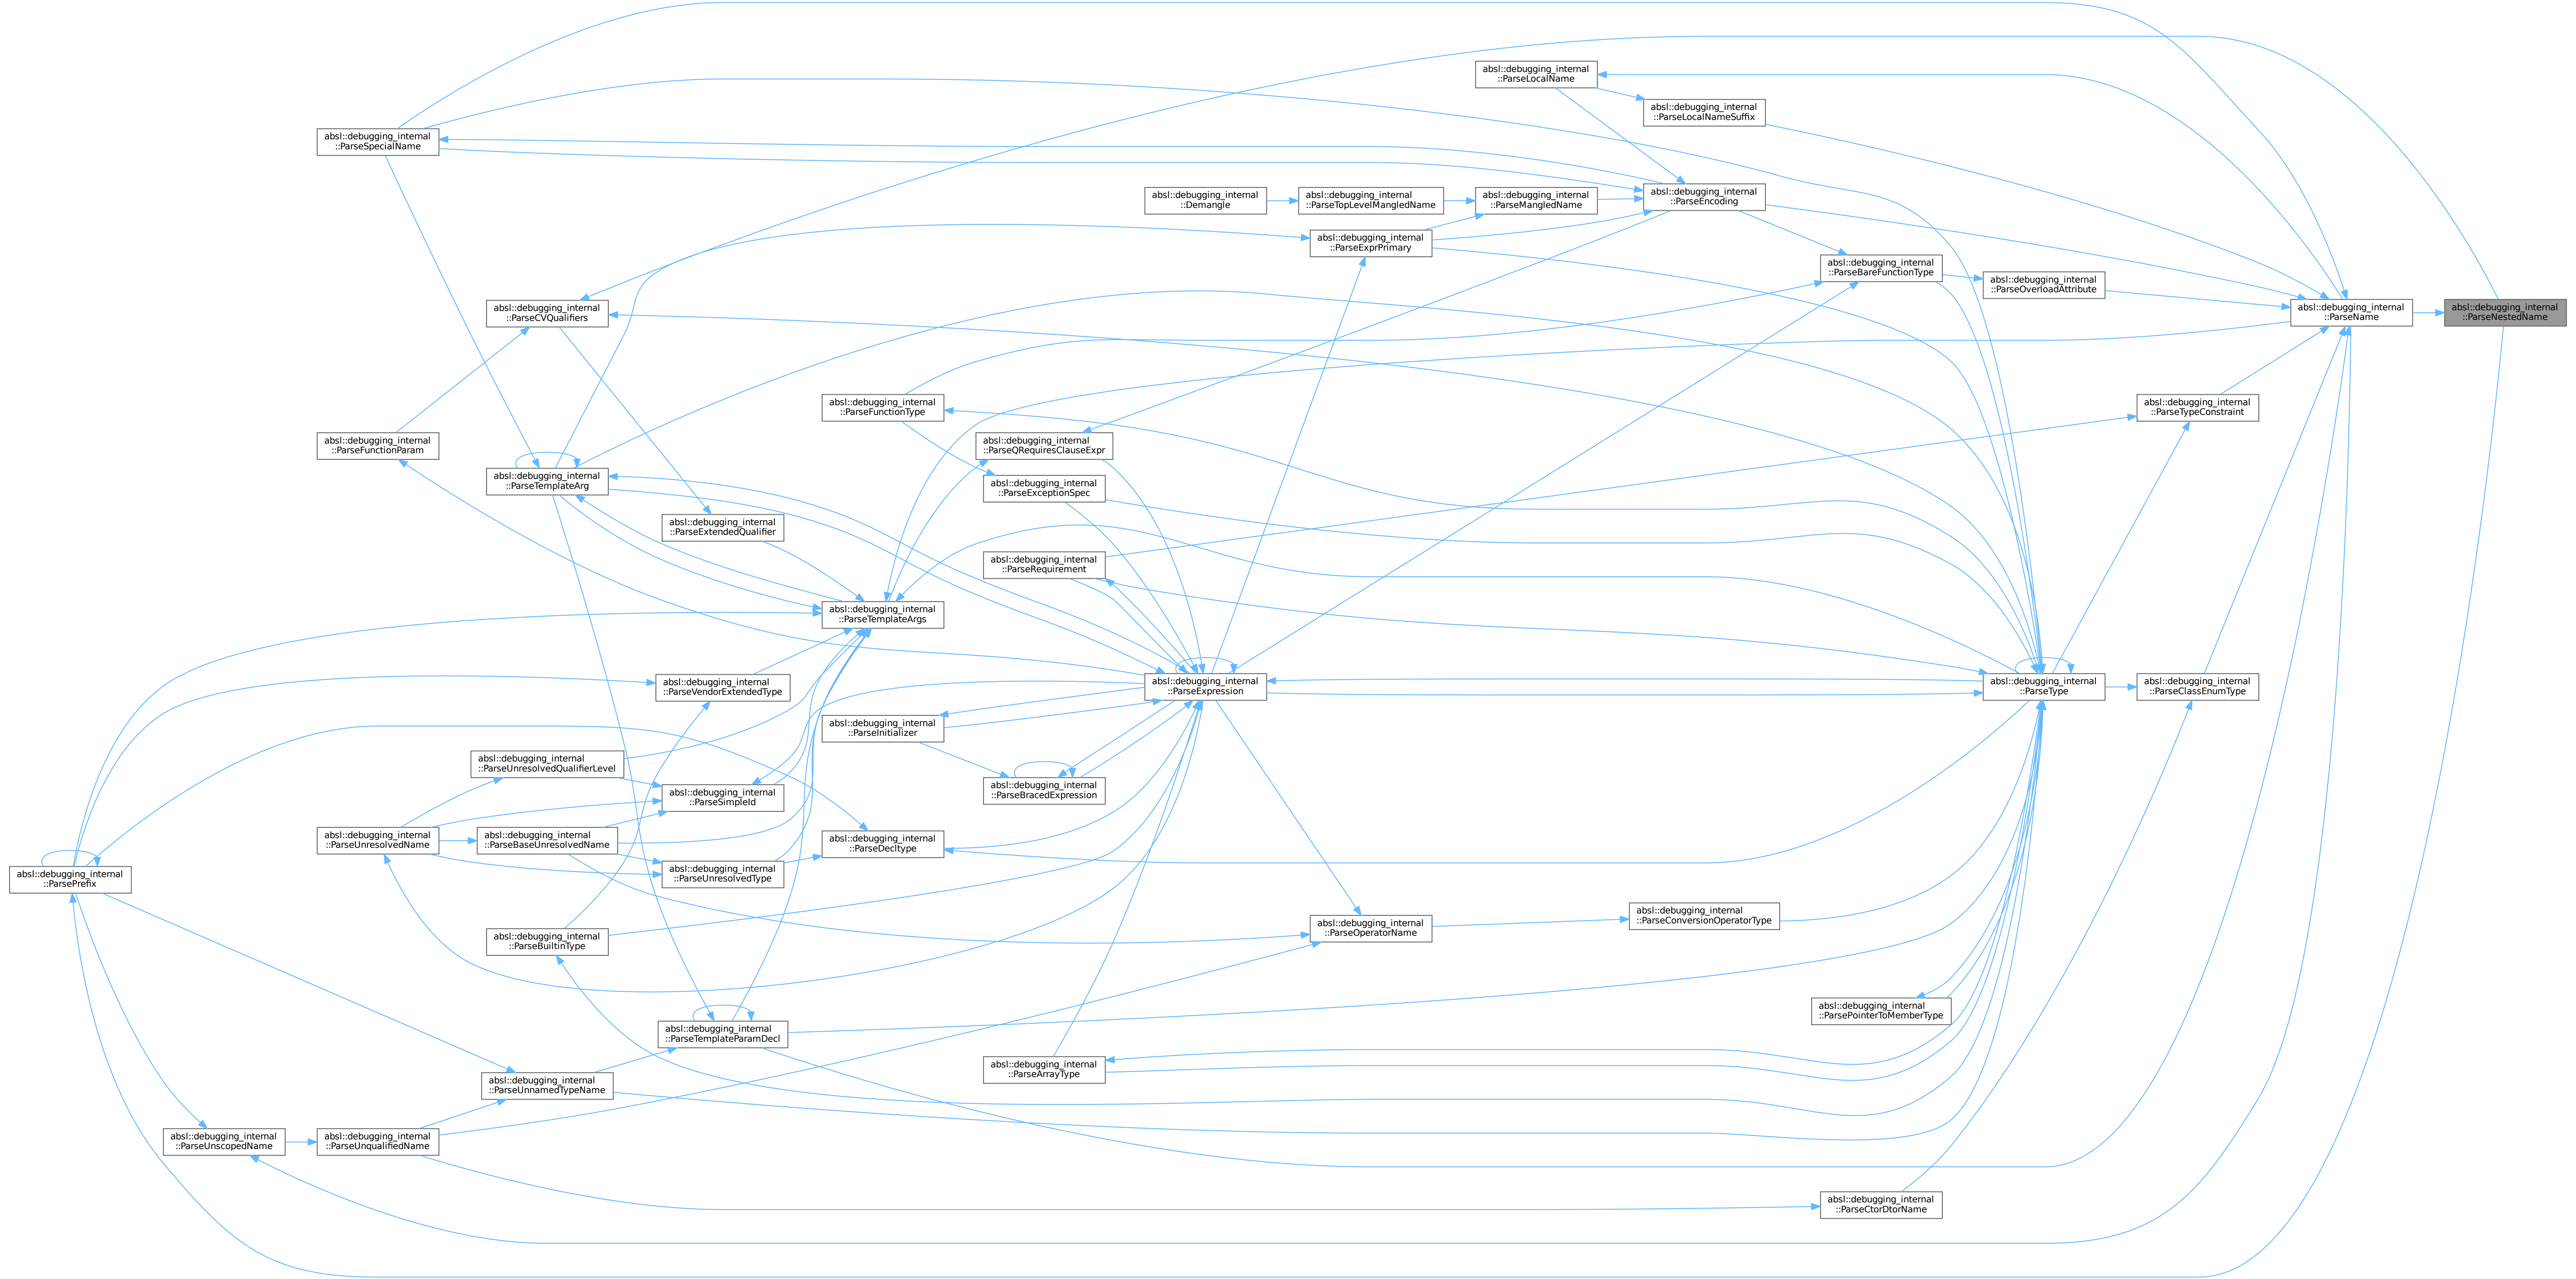 absl::debugging_internal
::ParseLocalName
absl::debugging_internal
::ParseLocalNameSuffix
absl::debugging_internal
::ParseSpecialName
absl::debugging_internal
::Demangle
absl::debugging_internal
::ParseTopLevelMangledName
absl::debugging_internal
::ParseMangledName
absl::debugging_internal
::ParseEncoding
absl::debugging_internal
::ParseExprPrimary
absl::debugging_internal
::ParseBareFunctionType
absl::debugging_internal
::ParseOverloadAttribute
absl::debugging_internal
::ParseCVQualifiers
absl::debugging_internal
::ParseName
absl::debugging_internal
::ParseNestedName
absl::debugging_internal
::ParseFunctionType
absl::debugging_internal
::ParseTypeConstraint
absl::debugging_internal
::ParseFunctionParam
absl::debugging_internal
::ParseQRequiresClauseExpr
absl::debugging_internal
::ParseTemplateArg
absl::debugging_internal
::ParseExceptionSpec
absl::debugging_internal
::ParseExtendedQualifier
absl::debugging_internal
::ParseRequirement
absl::debugging_internal
::ParseTemplateArgs
absl::debugging_internal
::ParseVendorExtendedType
absl::debugging_internal
::ParseExpression
absl::debugging_internal
::ParseType
absl::debugging_internal
::ParseClassEnumType
absl::debugging_internal
::ParseInitializer
absl::debugging_internal
::ParseUnresolvedQualifierLevel
absl::debugging_internal
::ParseSimpleId
absl::debugging_internal
::ParseBracedExpression
absl::debugging_internal
::ParseUnresolvedName
absl::debugging_internal
::ParseBaseUnresolvedName
absl::debugging_internal
::ParseDecltype
absl::debugging_internal
::ParsePrefix
absl::debugging_internal
::ParseUnresolvedType
absl::debugging_internal
::ParseBuiltinType
absl::debugging_internal
::ParseOperatorName
absl::debugging_internal
::ParseConversionOperatorType
absl::debugging_internal
::ParsePointerToMemberType
absl::debugging_internal
::ParseTemplateParamDecl
absl::debugging_internal
::ParseArrayType
absl::debugging_internal
::ParseUnnamedTypeName
absl::debugging_internal
::ParseUnscopedName
absl::debugging_internal
::ParseUnqualifiedName
absl::debugging_internal
::ParseCtorDtorName